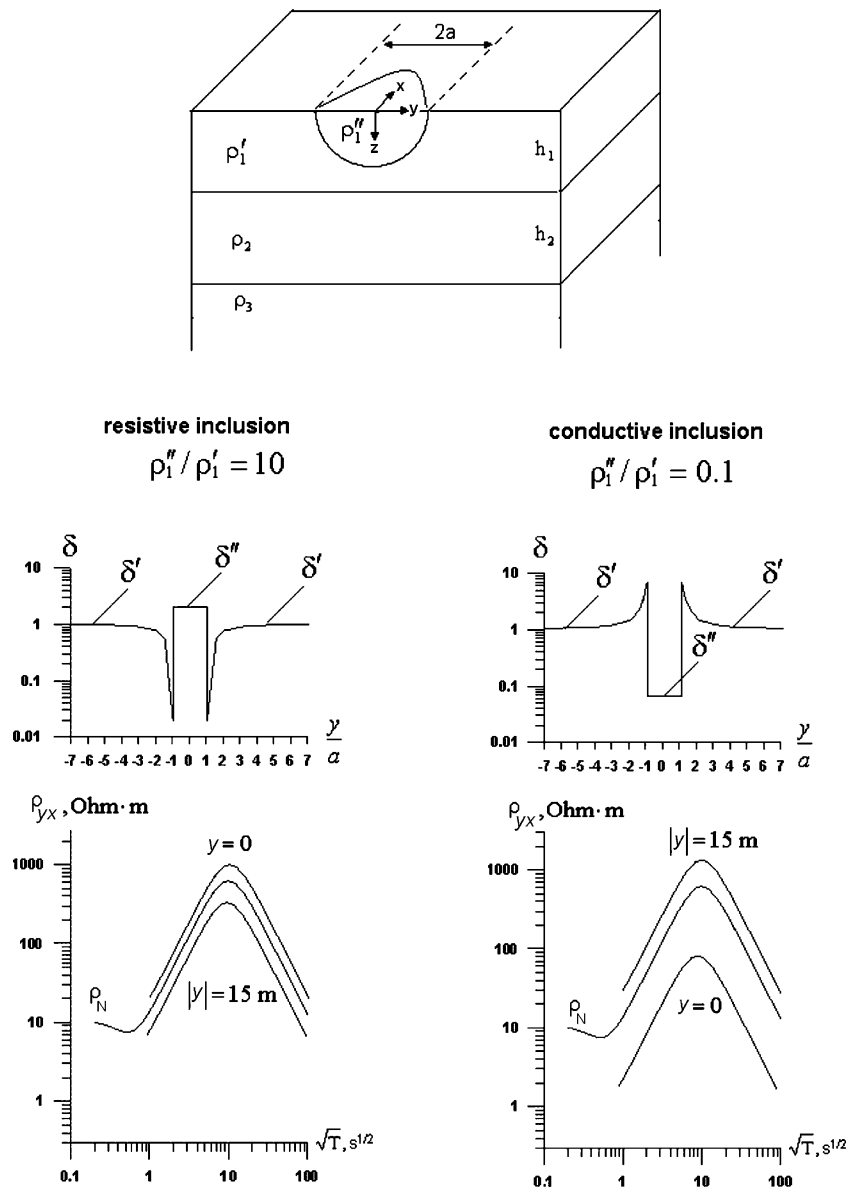 2a
x
y
z
ρ₁″
ρ₁′
h₁
ρ₂
h₂
ρ₃
resistive inclusion
ρ₁″/ρ₁′ = 10
conductive inclusion
ρ₁″/ρ₁′ = 0.1
δ
10
1
0.1
0.01
δ′
δ″
δ′
y/a
-7 -6 -5 -4 -3 -2 -1 0 1 2 3 4 5 6 7
δ
10
1
0.1
0.01
δ′
δ′
δ″
y/a
-7 -6 -5 -4 -3 -2 -1 0 1 2 3 4 5 6 7
ρyx, Ohm·m
1000
100
10
1
y = 0
ρN
|y| = 15 m
√T, s1/2
0.1 1 10 100
ρyx, Ohm·m
1000
100
10
1
|y| = 15 m
ρN
y = 0
√T, s1/2
0.1 1 10 100